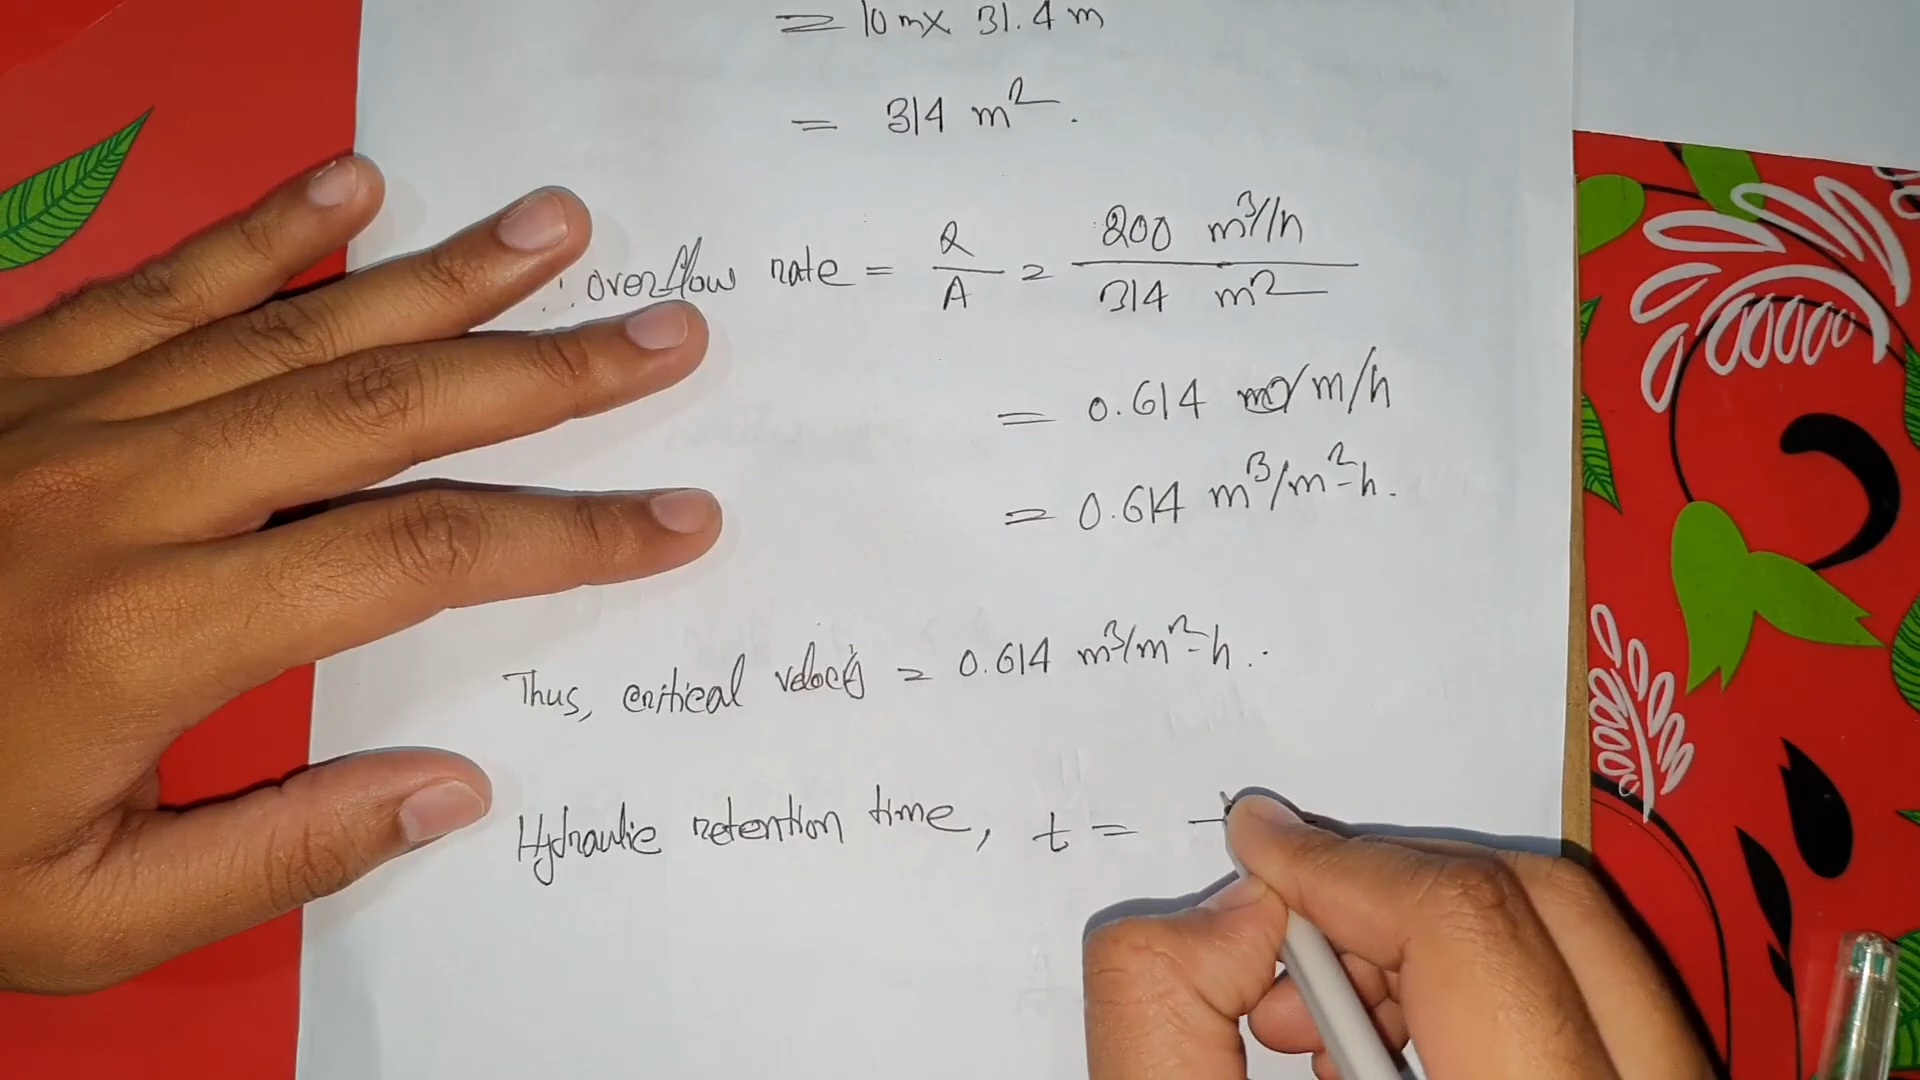 = 10 m x 31.4 m
= 314 m².
∴ overflow rate = Q/A = 200 m³/h / 314 m²
= 0.614 m/h
= 0.614 m³/m²-h.
Thus, critical velocity = 0.614 m³/m²-h.
Hydraulic retention time, t =